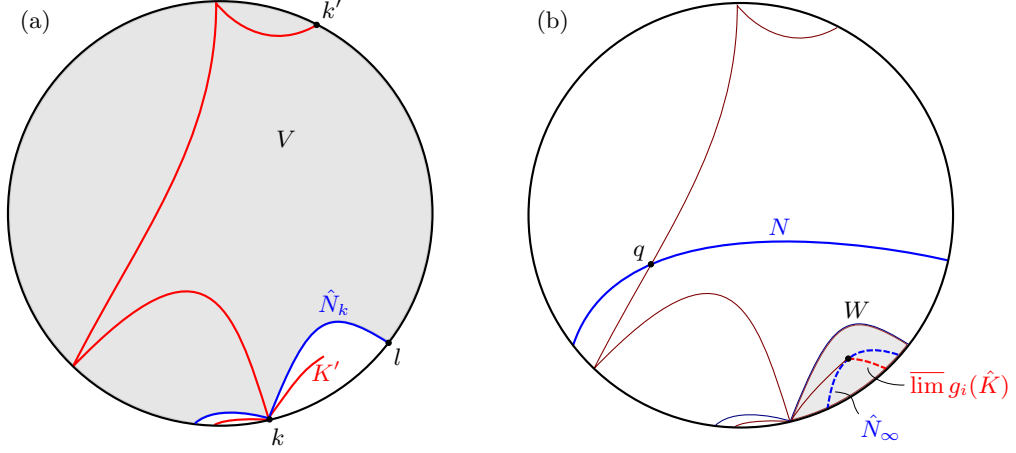 (a)
k′
V
N̂_k
l
K′
k
(b)
N
q
W
\overline{lim} g_i(K̂)
N̂_∞